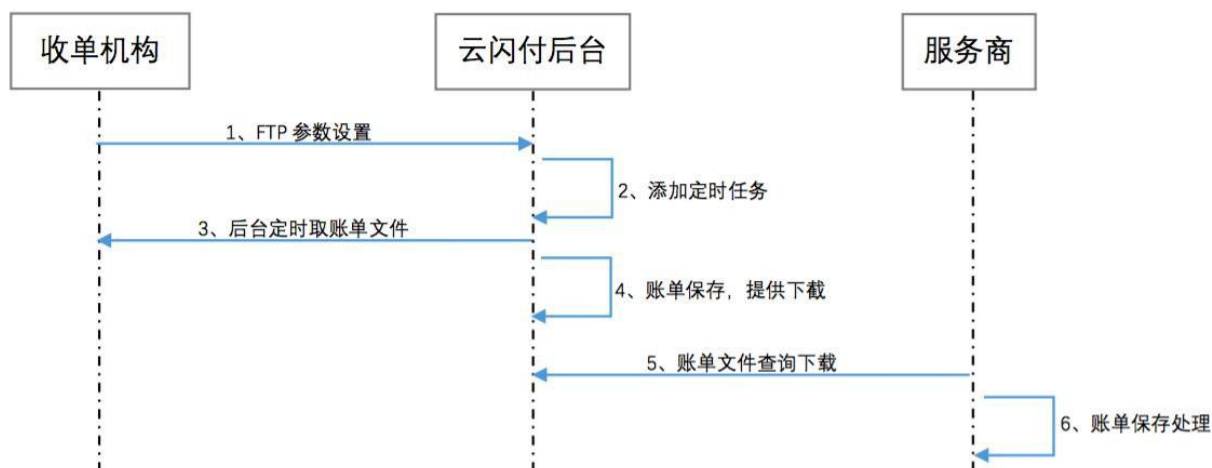 收单机构
云闪付后台
服务商
1、FTP 参数设置
2、添加定时任务
3、后台定时取账单文件
4、账单保存，提供下载
5、账单文件查询下载
6、账单保存处理